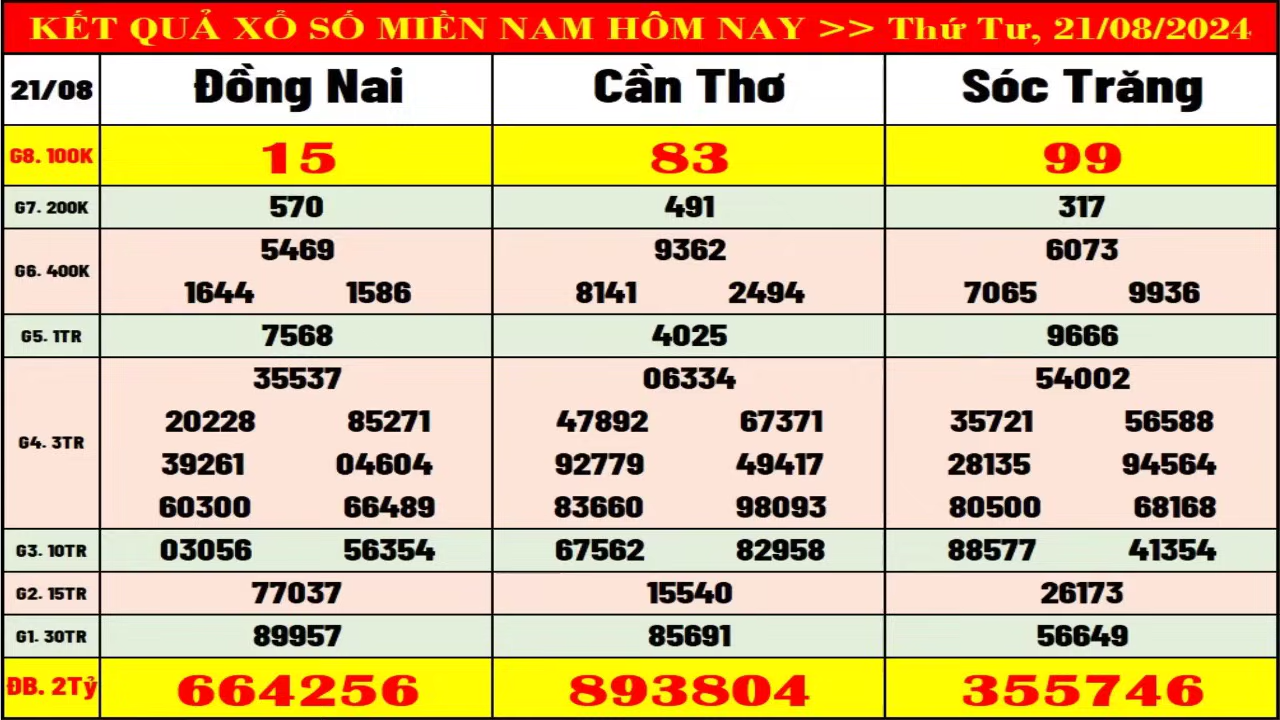 KẾT QUẢ XỔ SỐ MIỀN NAM HÔM NAY >> Thứ Tư, 21/08/2024
21/08 Đồng Nai Cần Thơ Sóc Trăng
G8. 100K 15 83 99
G7. 200K 570 491 317
5469 9362 6073
G6. 400K
1644 1586 8141 2494 7065 9936
G5. 1TR 7568 4025 9666
35537 06334 54002
20228 85271 47892 67371 35721 56588
G4. 3TR
39261 04604 92779 49417 28135 94564
60300 66489 83660 98093 80500 68168
G3. 10TR 03056 56354 67562 82958 88577 41354
G2. 15TR 77037 15540 26173
G1. 30TR 89957 85691 56649
ĐB. 2Tỷ 664256 893804 355746